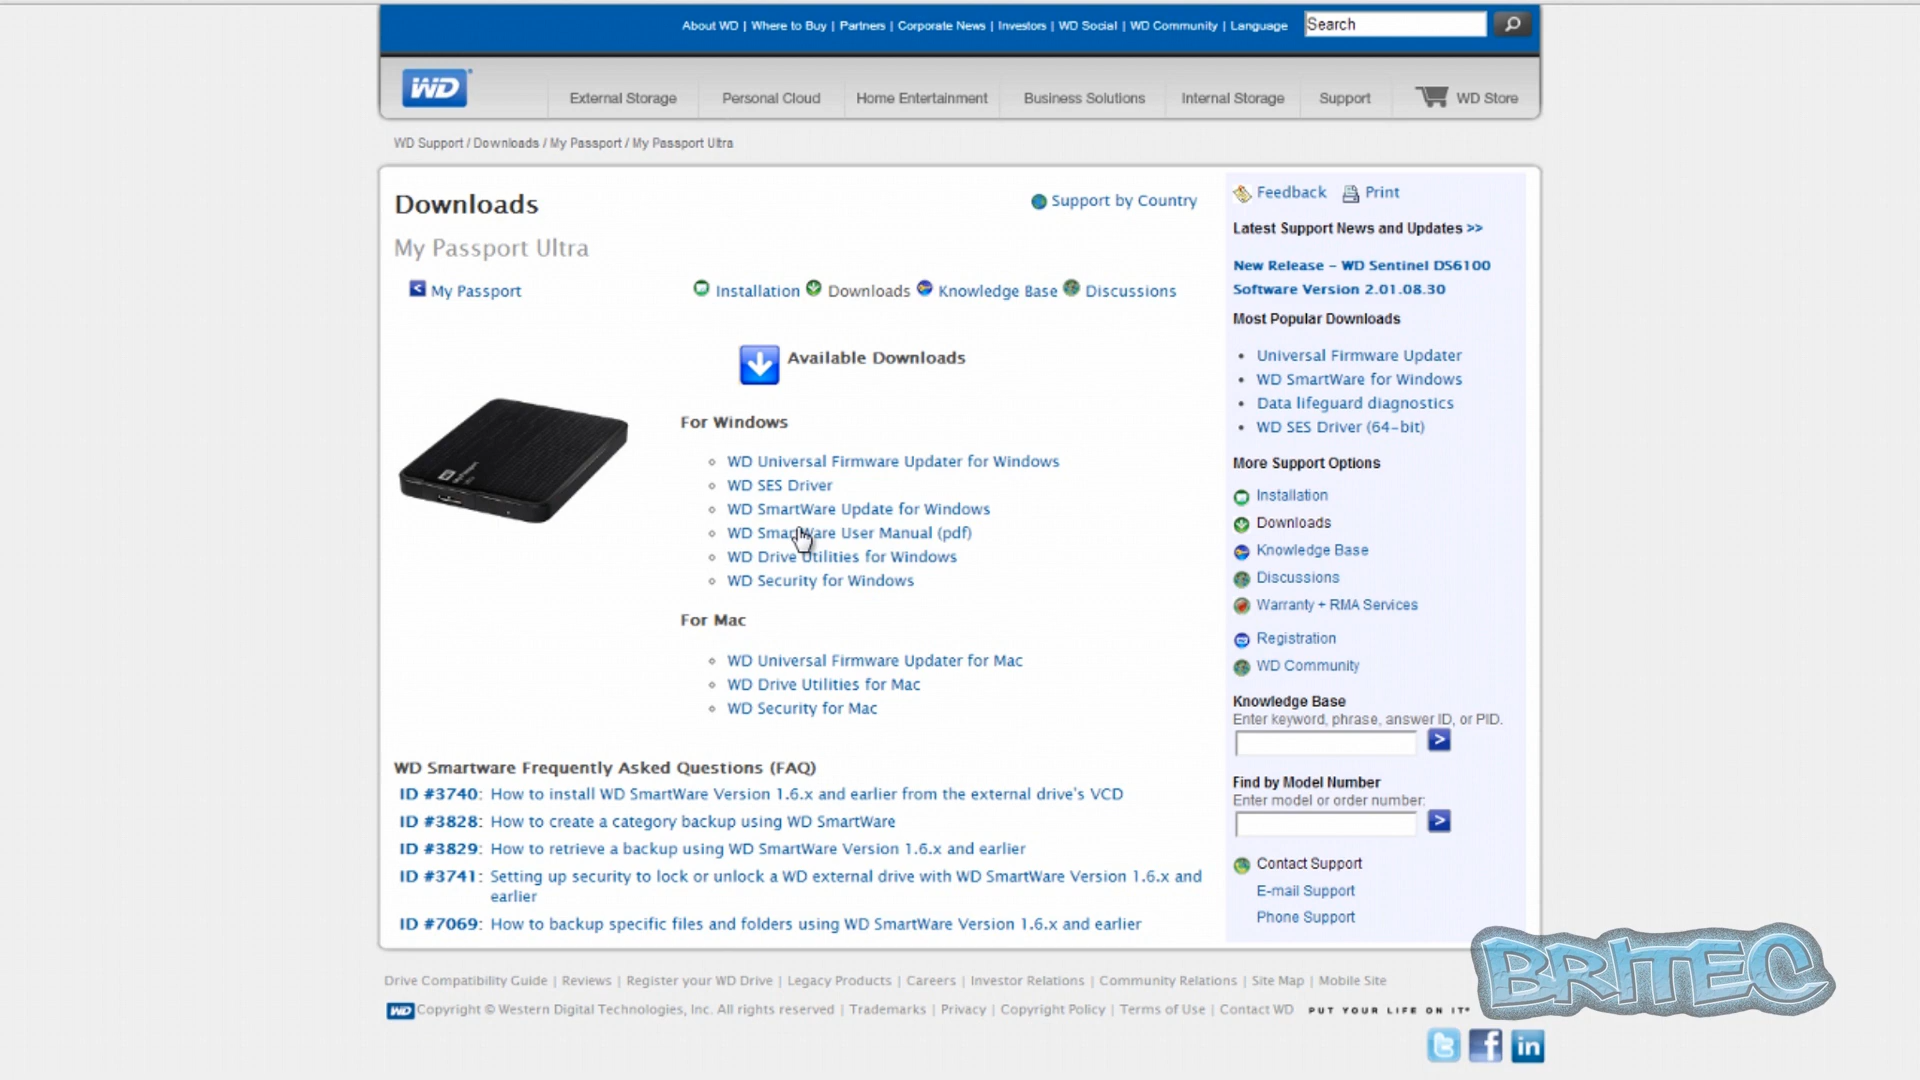 About WD | Where to Buy | Partners | Corporate News | Investors | WD Social | WD Community | Language
Search
WD
External Storage
Personal Cloud
Home Entertainment
Business Solutions
Internal Storage
Support
WD Store
WD Support / Downloads / My Passport / My Passport Ultra
Downloads
Support by Country
My Passport Ultra
My Passport
Installation Downloads Knowledge Base Discussions
Available Downloads
For Windows
WD Universal Firmware Updater for Windows
WD SES Driver
WD SmartWare Update for Windows
WD SmartWare User Manual (pdf)
WD Drive Utilities for Windows
WD Security for Windows
For Mac
WD Universal Firmware Updater for Mac
WD Drive Utilities for Mac
WD Security for Mac
WD Smartware Frequently Asked Questions (FAQ)
ID #3740: How to install WD SmartWare Version 1.6.x and earlier from the external drive's VCD
ID #3828: How to create a category backup using WD SmartWare
ID #3829: How to retrieve a backup using WD SmartWare Version 1.6.x and earlier
ID #3741: Setting up security to lock or unlock a WD external drive with WD SmartWare Version 1.6.x and
earlier
ID #7069: How to backup specific files and folders using WD SmartWare Version 1.6.x and earlier
Feedback Print
Latest Support News and Updates >>
New Release - WD Sentinel DS6100
Software Version 2.01.08.30
Most Popular Downloads
Universal Firmware Updater
WD SmartWare for Windows
Data lifeguard diagnostics
WD SES Driver (64-bit)
More Support Options
Installation
Downloads
Knowledge Base
Discussions
Warranty + RMA Services
Registration
WD Community
Knowledge Base
Enter keyword, phrase, answer ID, or PID.
Find by Model Number
Enter model or order number:
Contact Support
E-mail Support
Phone Support
BRITEC
Drive Compatibility Guide | Reviews | Register your WD Drive | Legacy Products | Careers | Investor Relations | Community Relations | Site Map | Mobile Site
WD Copyright © Western Digital Technologies, Inc. All rights reserved | Trademarks | Privacy | Copyright Policy | Terms of Use | Contact WD PUT YOUR LIFE ON IT®